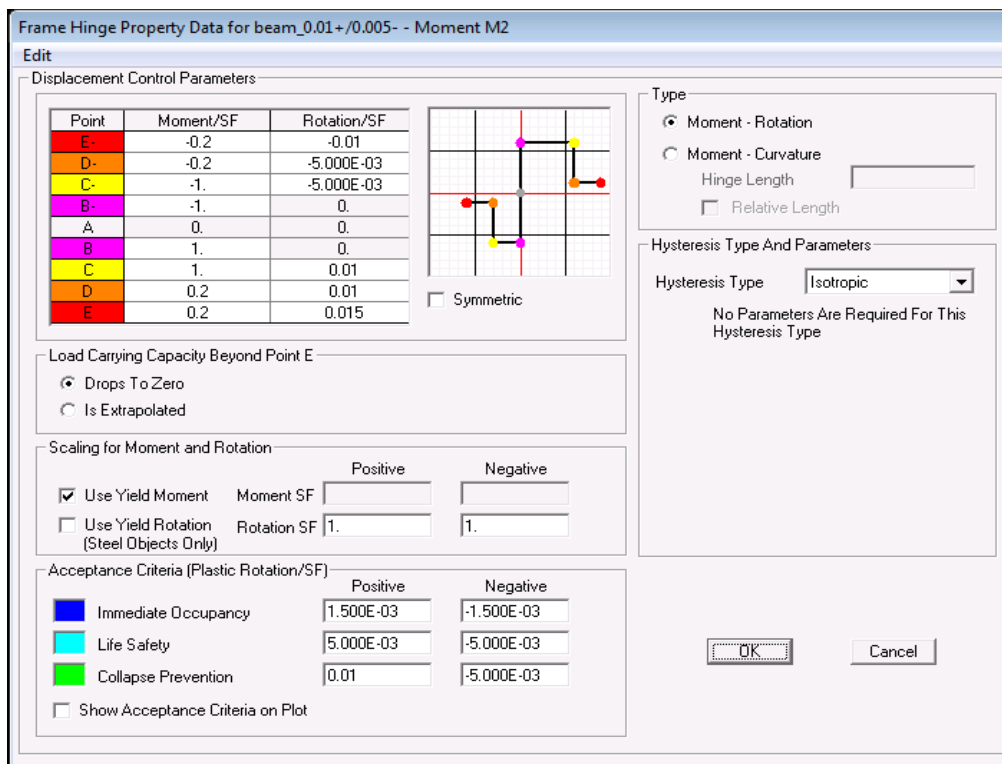 Frame Hinge Property Data for beam_0.01+/0.005- - Moment M2
Edit
Displacement Control Parameters
Point Moment/SF Rotation/SF
E- -0.2 -0.01
D- -0.2 -5.000E-03
C- -1. -5.000E-03
B- -1. 0.
A 0. 0.
B 1. 0.
C 1. 0.01
D 0.2 0.01
E 0.2 0.015
Symmetric
Type
Moment - Rotation
Moment - Curvature
Hinge Length
Relative Length
Hysteresis Type And Parameters
Hysteresis Type Isotropic
No Parameters Are Required For This
Hysteresis Type
Load Carrying Capacity Beyond Point E
Drops To Zero
Is Extrapolated
Scaling for Moment and Rotation
Positive Negative
Use Yield Moment Moment SF
Use Yield Rotation Rotation SF 1. 1.
(Steel Objects Only)
Acceptance Criteria (Plastic Rotation/SF)
Positive Negative
Immediate Occupancy 1.500E-03 -1.500E-03
Life Safety 5.000E-03 -5.000E-03
Collapse Prevention 0.01 -5.000E-03
Show Acceptance Criteria on Plot
OK Cancel